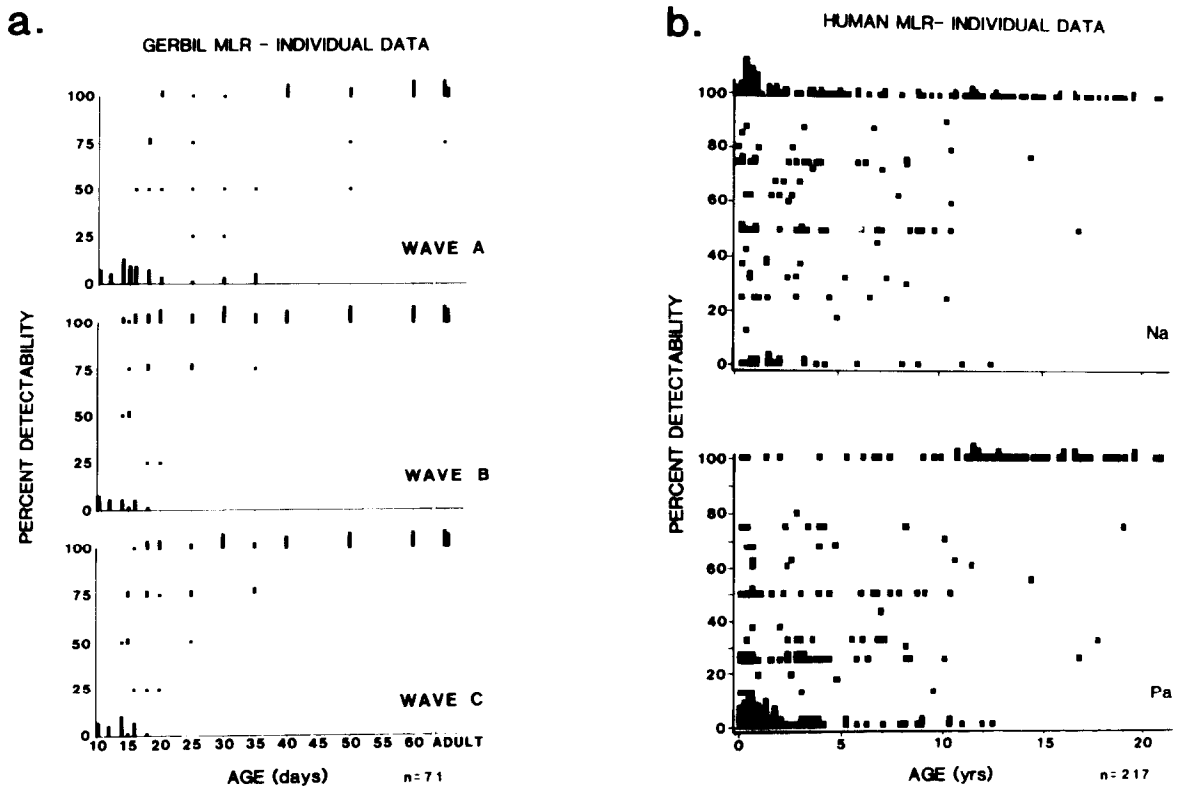 a.
GERBIL MLR - INDIVIDUAL DATA
PERCENT DETECTABILITY
100
75
50
25
0
WAVE A
100
75
50
25
0
WAVE B
100
75
50
25
0
WAVE C
10 15 20 25 30 35 40 45 50 55 60 ADULT
AGE (days)
n=71
b.
HUMAN MLR- INDIVIDUAL DATA
PERCENT DETECTABILITY
100
80
60
40
20
0
Na
100
80
60
40
20
0
Pa
0 5 10 15 20
AGE (yrs)
n=217